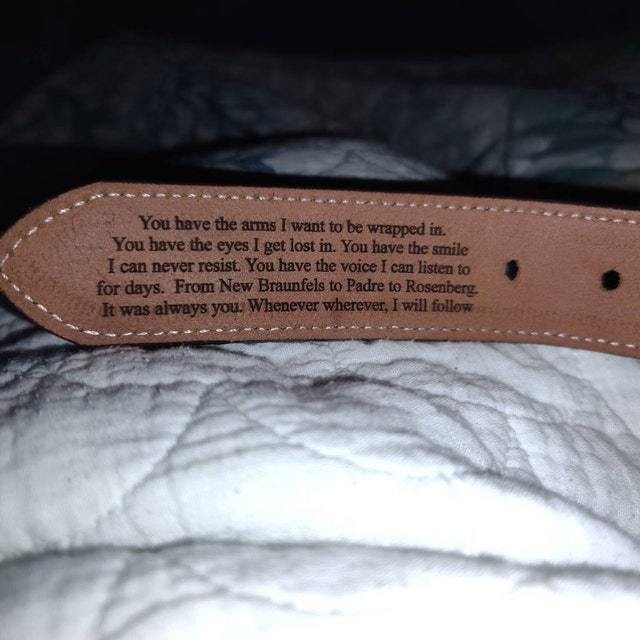 You have the arms I want to be wrapped in.
You have the eyes I get lost in. You have the smile
I can never resist. You have the voice I can listen to
for days. From New Braunfels to Padre to Rosenberg.
It was always you. Whenever wherever, I will follow